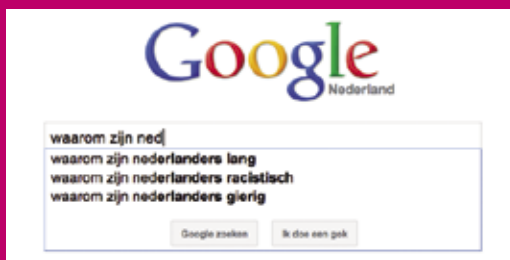 Google
Nederland
waarom zijn ned
waarom zijn nederlanders lang
waarom zijn nederlanders racistisch
waarom zijn nederlanders gierig
Google zoeken
Ik doe een gok